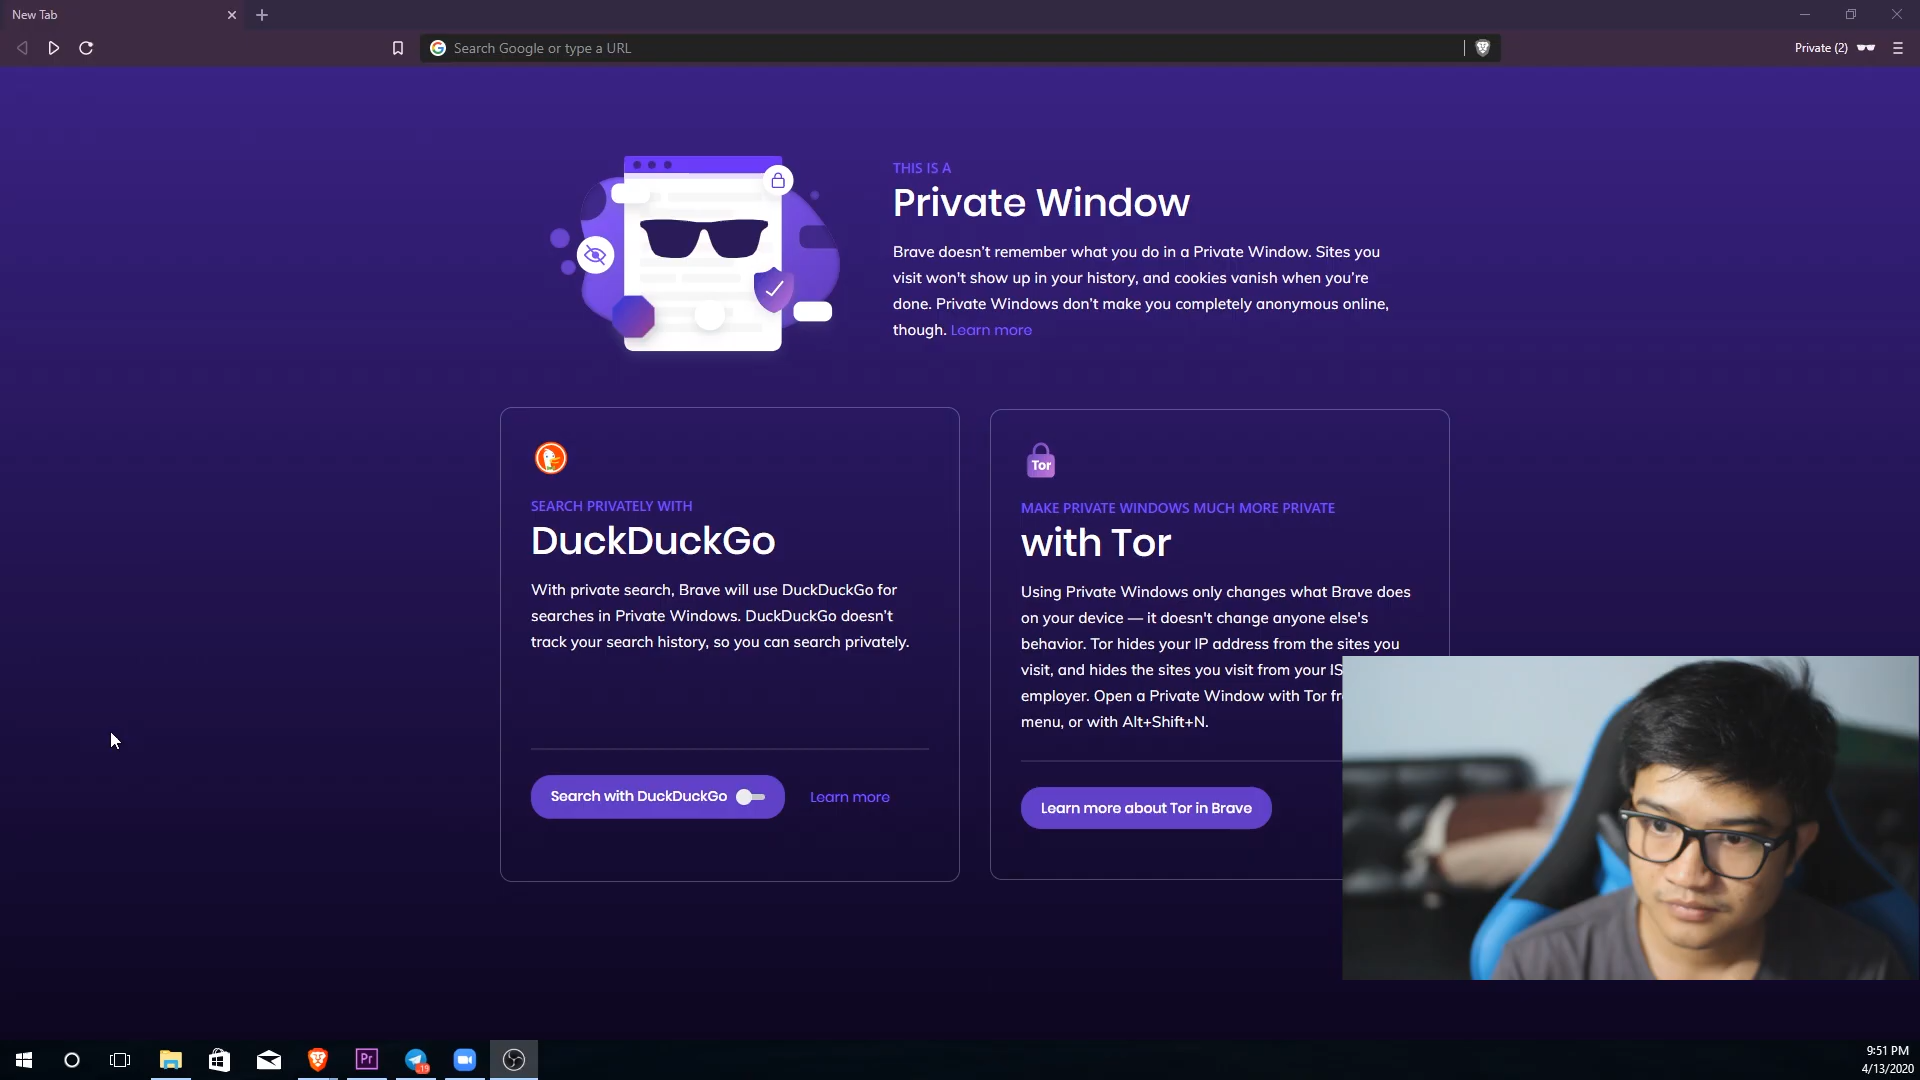 New Tab
Search Google or type a URL
Private (2)
THIS IS A
Private Window
Brave doesn't remember what you do in a Private Window. Sites you
visit won't show up in your history, and cookies vanish when you're
done. Private Windows don't make you completely anonymous online,
though. Learn more
SEARCH PRIVATELY WITH
DuckDuckGo
With private search, Brave will use DuckDuckGo for
searches in Private Windows. DuckDuckGo doesn't
track your search history, so you can search privately.
Search with DuckDuckGo
Learn more
Tor
MAKE PRIVATE WINDOWS MUCH MORE PRIVATE
with Tor
Using Private Windows only changes what Brave does
on your device — it doesn't change anyone else's
behavior. Tor hides your IP address from the sites you
visit, and hides the sites you visit from your
employer. Open a Private Window with Tor
menu, or with Alt+Shift+N.
Learn more about Tor in Brave
Pr
19
9:51 PM
4/13/2020